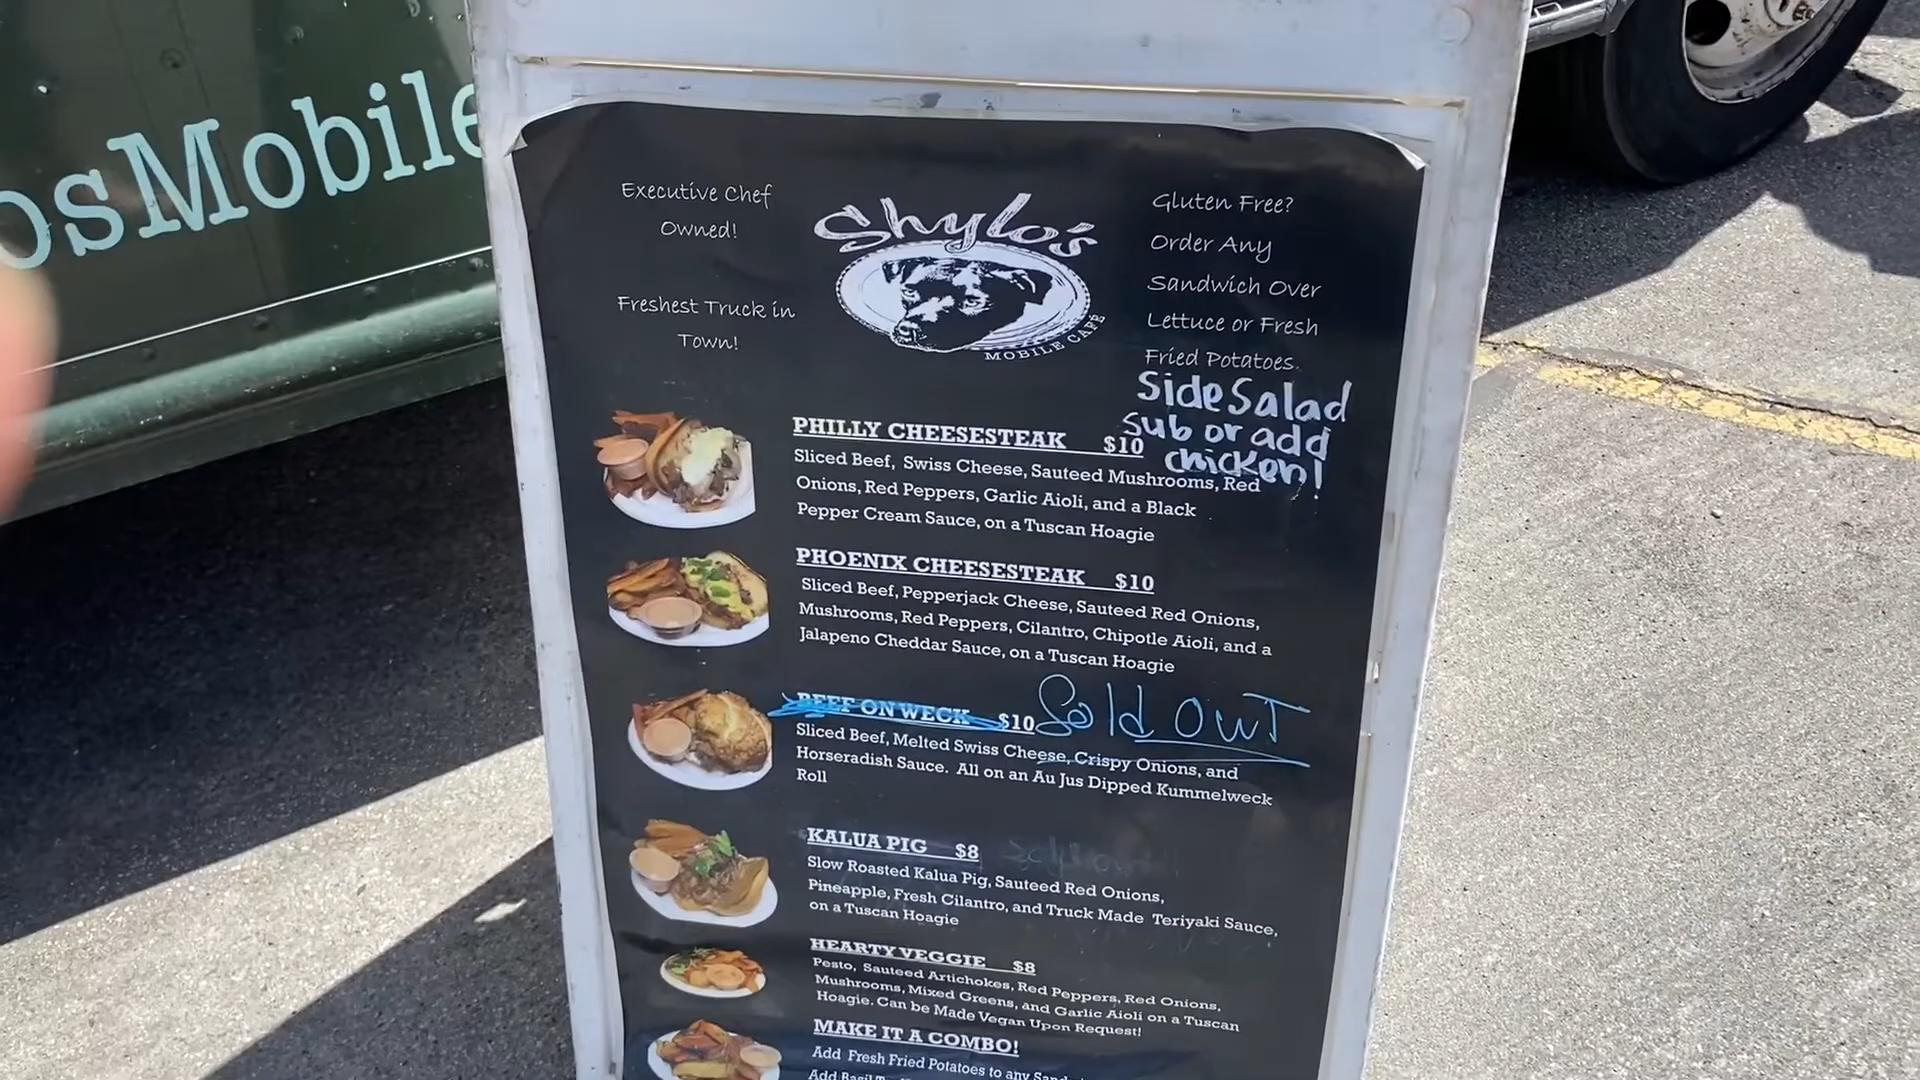 osMobile
Executive Chef
Owned!
Freshest Truck in
Town!
Shylo's
MOBILE CAFÉ
Gluten Free?
Order Any
Sandwich Over
Lettuce or Fresh
Fried Potatoes.
Side Salad
Sub or add
chicken!
PHILLY CHEESESTEAK $10
Sliced Beef, Swiss Cheese, Sauteed Mushrooms, Red
Onions, Red Peppers, Garlic Aioli, and a Black
Pepper Cream Sauce, on a Tuscan Hoagie
PHOENIX CHEESESTEAK $10
Sliced Beef, Pepperjack Cheese, Sauteed Red Onions,
Mushrooms, Red Peppers, Cilantro, Chipotle Aioli, and a
Jalapeno Cheddar Sauce, on a Tuscan Hoagie
BEEF ON WECK $10 Sold OuT
Sliced Beef, Melted Swiss Cheese, Crispy Onions, and
Horseradish Sauce. All on an Au Jus Dipped Kummelweck
Roll
KALUA PIG $8
Slow Roasted Kalua Pig, Sauteed Red Onions,
Pineapple, Fresh Cilantro, and Truck Made Teriyaki Sauce,
on a Tuscan Hoagie
HEARTY VEGGIE $8
Pesto, Sauteed Artichokes, Red Peppers, Red Onions,
Mushrooms, Mixed Greens, and Garlic Aioli on a Tuscan
Hoagie. Can be Made Vegan Upon Request!
MAKE IT A COMBO!
Add Fresh Fried Potatoes to any
Add